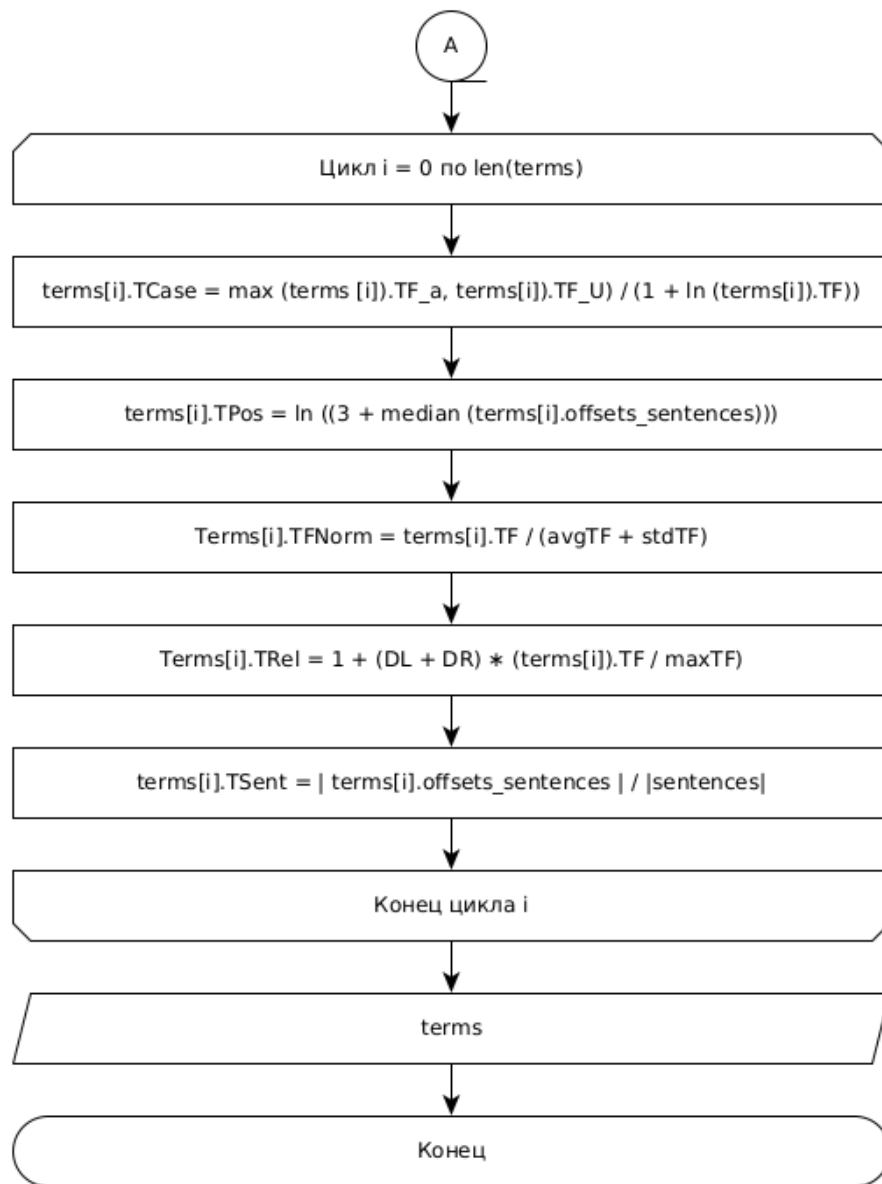 A
Цикл i = 0 по len(terms)
terms[i].TCase = max (terms [i]).TF_a, terms[i]).TF_U) / (1 + ln (terms[i]).TF))
terms[i].TPos = ln ((3 + median (terms[i].offsets_sentences)))
Terms[i].TFNorm = terms[i].TF / (avgTF + stdTF)
Terms[i].TRel = 1 + (DL + DR) * (terms[i]).TF / maxTF)
terms[i].TSent = | terms[i].offsets_sentences | / |sentences|
Конец цикла i
terms
Конец